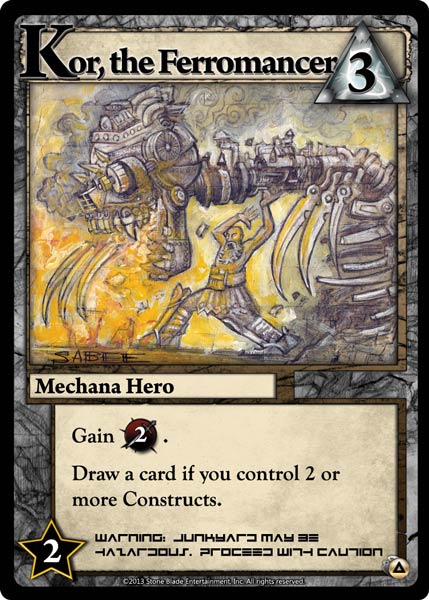 Kor, the Ferromancer
3
SABEE
Mechana Hero
Gain 2 .
Draw a card if you control 2 or
more Constructs.
2
WARNING: JUNKYARD MAY BE
HAZARDOUS. PROCEED WITH CAUTION
©2013 Stone Blade Entertainment, Inc. All rights reserved.